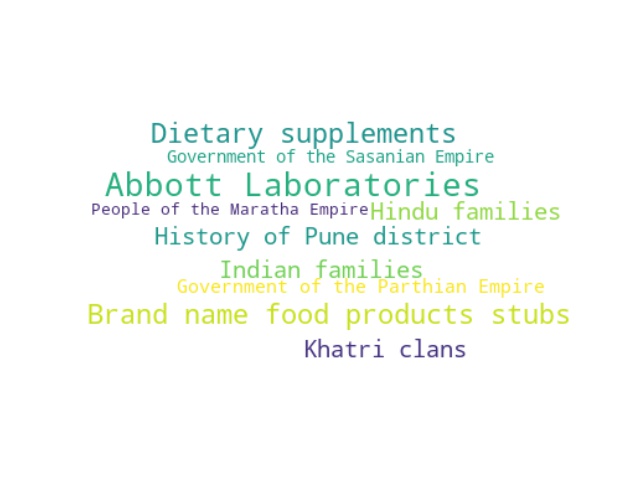 Dietary supplements
Government of the Sasanian Empire
Abbott Laboratories
People of the Maratha Empire
Hindu families
History of Pune district
Indian families
Government of the Parthian Empire
Brand name food products stubs
Khatri clans